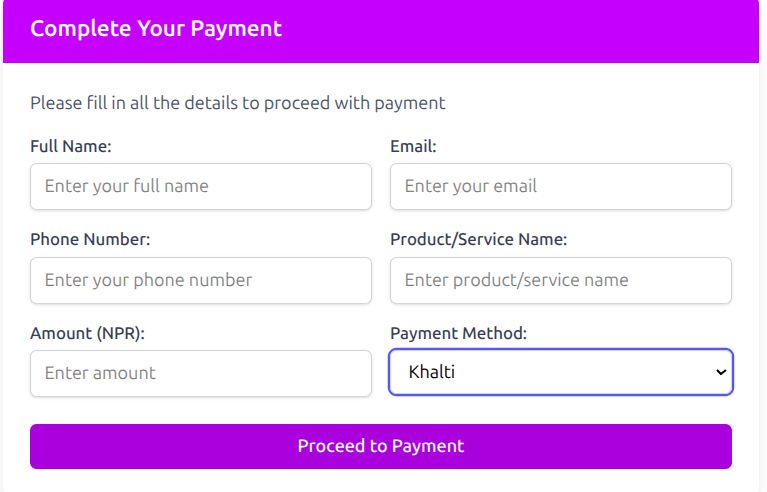 Complete Your Payment
Please fill in all the details to proceed with payment
Full Name: Email:
Enter your full name Enter your email
Phone Number: Product/Service Name:
Enter your phone number Enter product/service name
Amount (NPR): Payment Method:
Enter amount Khalti
Proceed to Payment